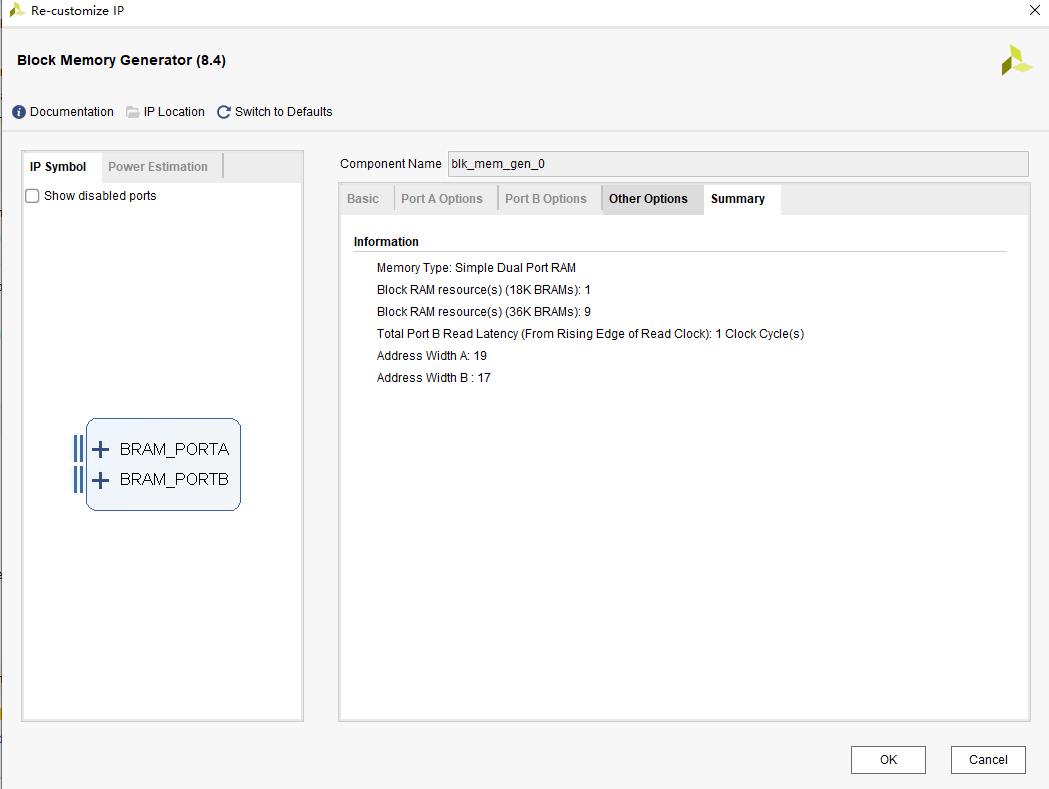 Re-customize IP
Block Memory Generator (8.4)
Documentation IP Location Switch to Defaults
IP Symbol Power Estimation
Show disabled ports
BRAM_PORTA
BRAM_PORTB
Component Name blk_mem_gen_0
Basic Port A Options Port B Options Other Options Summary
Information
Memory Type: Simple Dual Port RAM
Block RAM resource(s) (18K BRAMs): 1
Block RAM resource(s) (36K BRAMs): 9
Total Port B Read Latency (From Rising Edge of Read Clock): 1 Clock Cycle(s)
Address Width A: 19
Address Width B : 17
OK Cancel